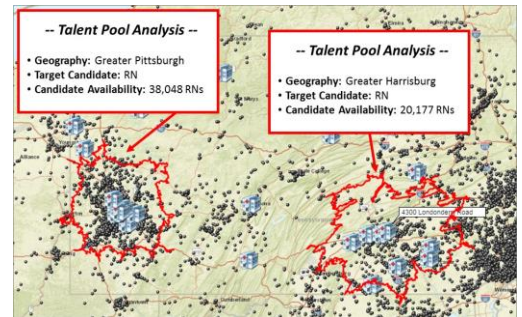 -- Talent Pool Analysis --
• Geography: Greater Pittsburgh
• Target Candidate: RN
• Candidate Availability: 38,048 RNs
-- Talent Pool Analysis --
• Geography: Greater Harrisburg
• Target Candidate: RN
• Candidate Availability: 20,177 RNs
4300 Londondery Road